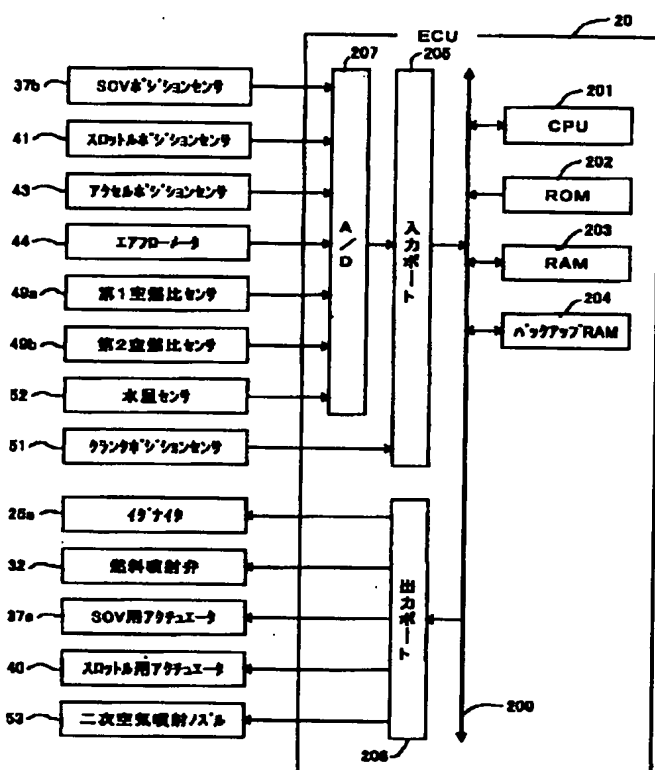 ECU
20
207
205
37b
SOVポジションセンサ
41
スロットルポジションセンサ
43
アクセルポジションセンサ
44
エアフローメータ
49a
第1空燃比センサ
49b
第2空燃比センサ
52
水温センサ
51
クランクポジションセンサ
A/D
入力ポート
201
CPU
202
ROM
203
RAM
204
バックアップRAM
25a
イグナイタ
32
燃料噴射弁
37a
SOV用アクチュエータ
40
スロットル用アクチュエータ
53
二次空気噴射ノズル
出力ポート
206
200